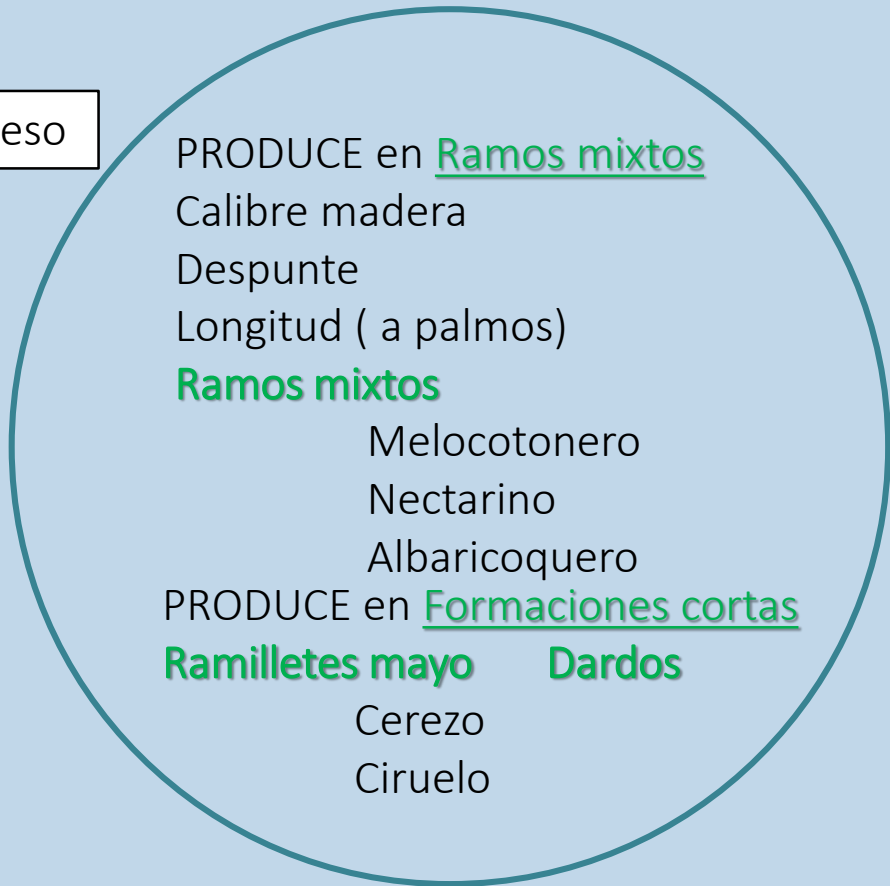 eso
PRODUCE en Ramos mixtos
Calibre madera
Despunte
Longitud ( a palmos)
Ramos mixtos
Melocotonero
Nectarino
Albaricoquero
PRODUCE en Formaciones cortas
Ramilletes mayo Dardos
Cerezo
Ciruelo